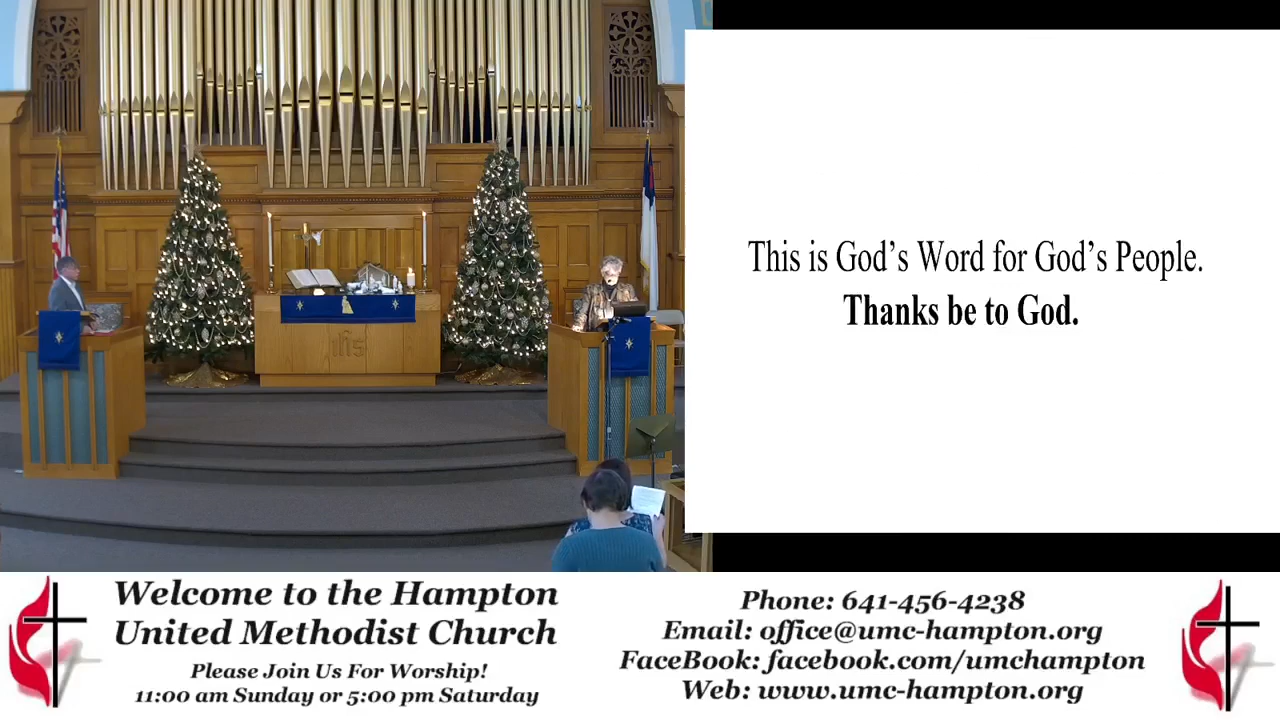 This is God's Word for God's People.
Thanks be to God.
ihs
Welcome to the Hampton
United Methodist Church
Please Join Us For Worship!
11:00 am Sunday or 5:00 pm Saturday
Phone: 641-456-4238
Email: office@umc-hampton.org
FaceBook: facebook.com/umchampton
Web: www.umc-hampton.org